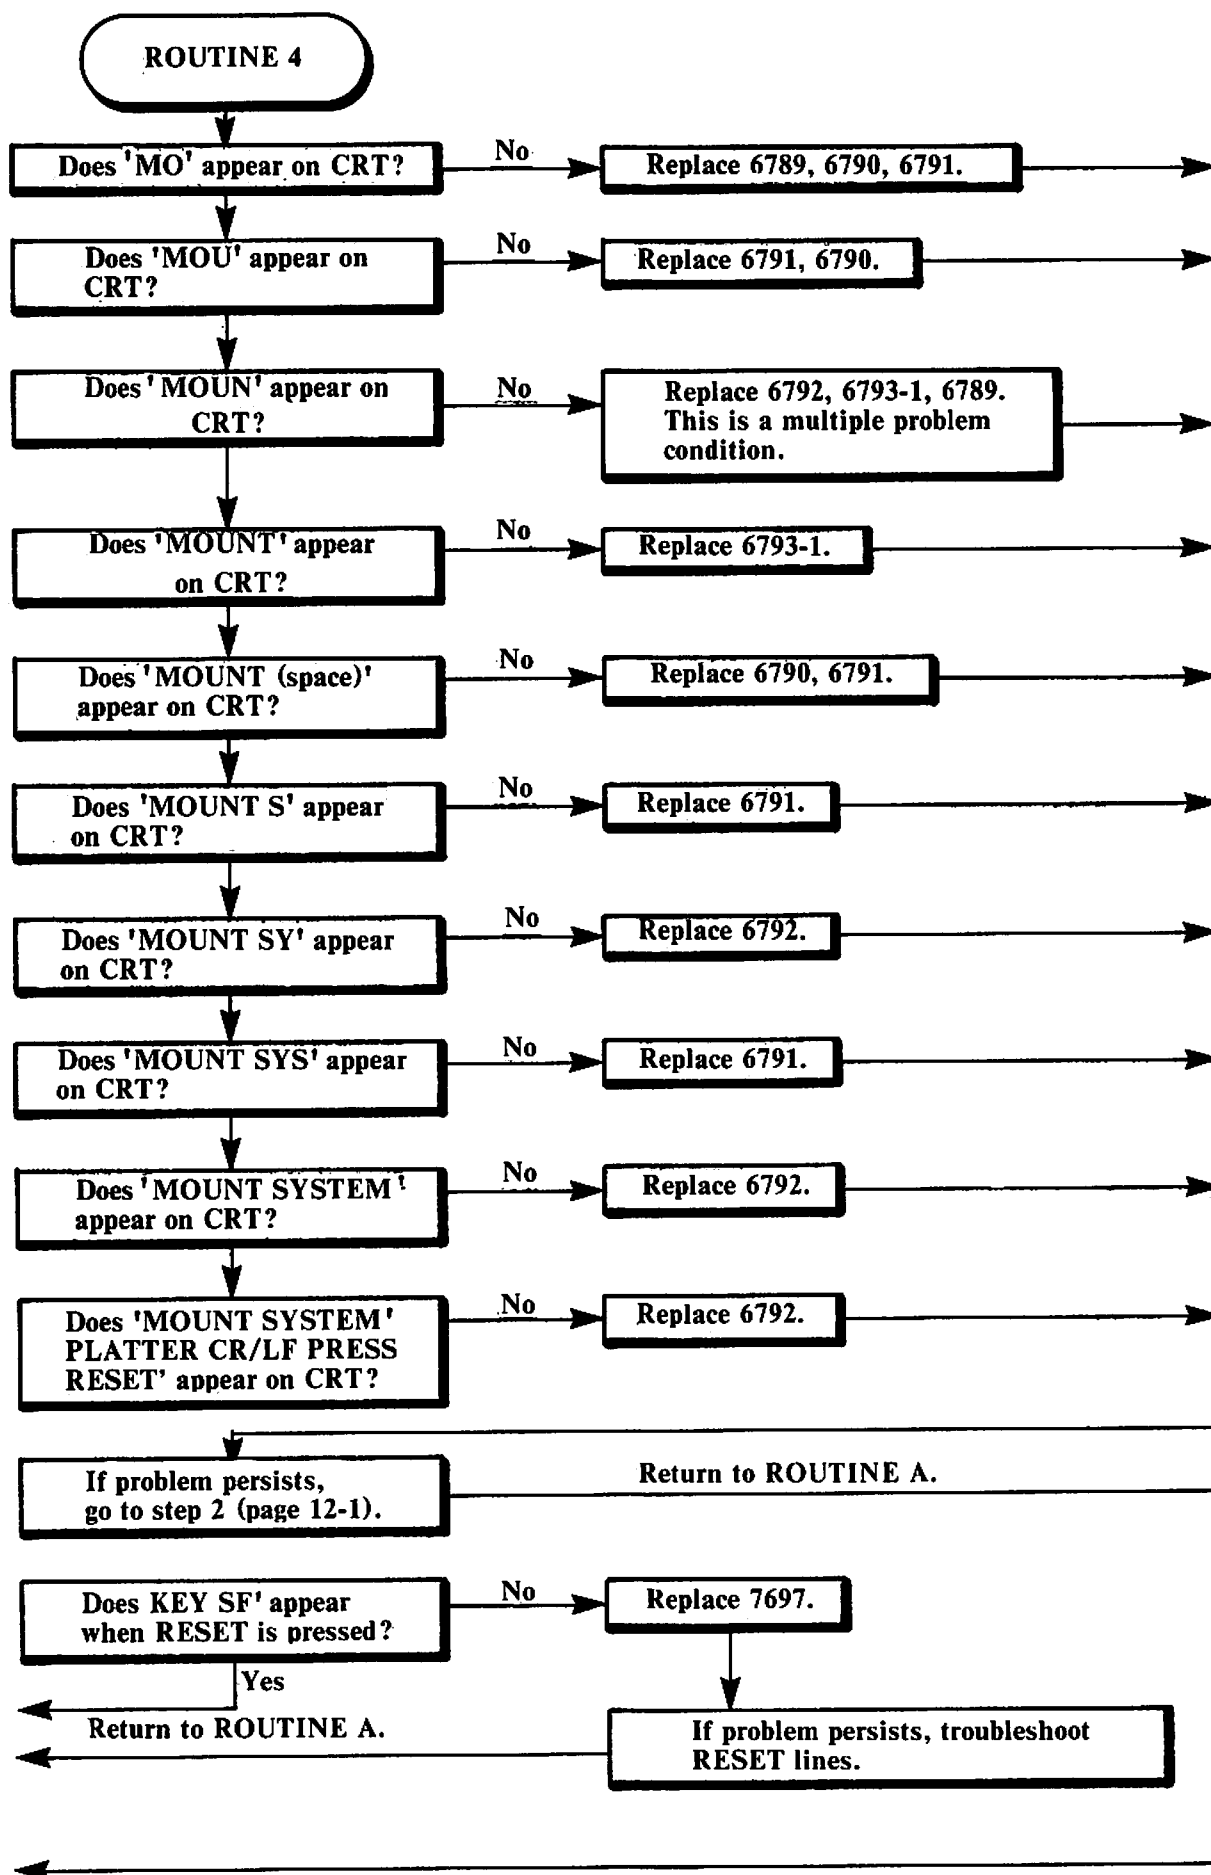 ROUTINE 4
Does 'MO' appear on CRT?
No
Replace 6789, 6790, 6791.
Does 'MOU' appear on
CRT?
No
Replace 6791, 6790.
Does 'MOUN' appear on
CRT?
No
Replace 6792, 6793-1, 6789.
This is a multiple problem
condition.
Does 'MOUNT' appear
on CRT?
No
Replace 6793-1.
Does 'MOUNT (space)'
appear on CRT?
No
Replace 6790, 6791.
Does 'MOUNT S' appear
on CRT?
No
Replace 6791.
Does 'MOUNT SY' appear
on CRT?
No
Replace 6792.
Does 'MOUNT SYS' appear
on CRT?
No
Replace 6791.
Does 'MOUNT SYSTEM'
appear on CRT?
No
Replace 6792.
Does 'MOUNT SYSTEM'
PLATTER CR/LF PRESS
RESET' appear on CRT?
No
Replace 6792.
If problem persists,
go to step 2 (page 12-1).
Return to ROUTINE A.
Does KEY SF' appear
when RESET is pressed?
No
Replace 7697.
Yes
Return to ROUTINE A.
If problem persists, troubleshoot
RESET lines.